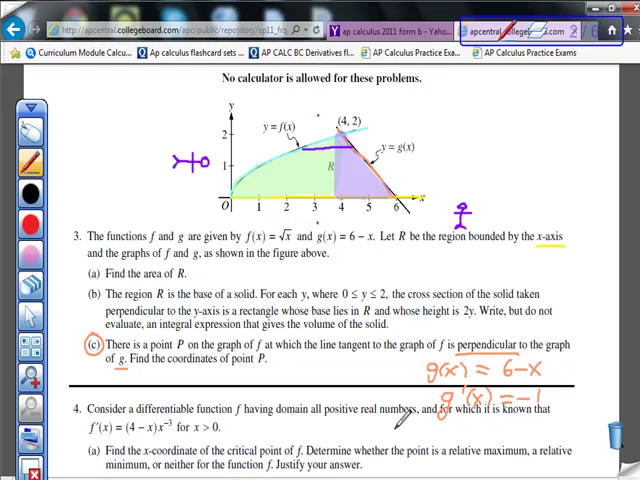 http://apcentral.collegeboard.com/apc/public/repository/ap11_frq
ap calculus 2011 form b - Yaho
apcentral.collegeboard.com
2 / 6
Curriculum Module Calculus
Ap calculus flashcard sets ...
AP CALC BC Derivatives fl...
AP Calculus Practice Exams
AP Calculus Practice Exams
No calculator is allowed for these problems.
y
(4, 2)
y = f(x)
2
y = g(x)
1
R
O
1
2
3
4
5
6
x
3. The functions f and g are given by f(x) = √x and g(x) = 6 − x. Let R be the region bounded by the x-axis
and the graphs of f and g, as shown in the figure above.
(a) Find the area of R.
(b) The region R is the base of a solid. For each y, where 0 ≤ y ≤ 2, the cross section of the solid taken
perpendicular to the y-axis is a rectangle whose base lies in R and whose height is 2y. Write, but do not
evaluate, an integral expression that gives the volume of the solid.
(c) There is a point P on the graph of f at which the line tangent to the graph of f is perpendicular to the graph
of g. Find the coordinates of point P.
g(x) = 6-x
g'(x) = -1
4. Consider a differentiable function f having domain all positive real numbers, and for which it is known that
f′(x) = (4 − x)x⁻³ for x > 0.
(a) Find the x-coordinate of the critical point of f. Determine whether the point is a relative maximum, a relative
minimum, or neither for the function f. Justify your answer.